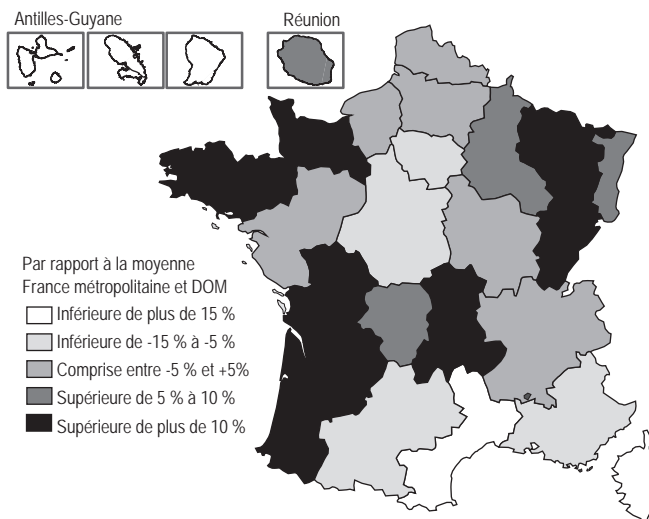 Antilles-Guyane
Réunion
Par rapport à la moyenne
France métropolitaine et DOM
Inférieure de plus de 15 %
Inférieure de -15 % à -5 %
Comprise entre -5 % et +5%
Supérieure de 5 % à 10 %
Supérieure de plus de 10 %